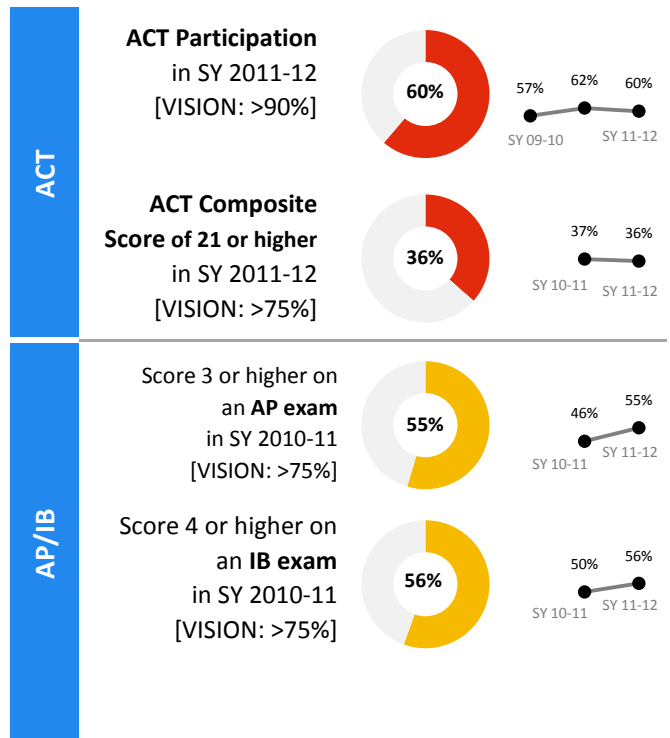 ACT
ACT Participation
in SY 2011-12
[VISION: >90%]
60%
57%
62%
60%
SY 09-10
SY 11-12
ACT Composite
Score of 21 or higher
in SY 2011-12
[VISION: >75%]
36%
37%
36%
SY 10-11
SY 11-12
AP/IB
Score 3 or higher on
an AP exam
in SY 2010-11
[VISION: >75%]
55%
46%
55%
SY 10-11
SY 11-12
Score 4 or higher on
an IB exam
in SY 2010-11
[VISION: >75%]
56%
50%
56%
SY 10-11
SY 11-12